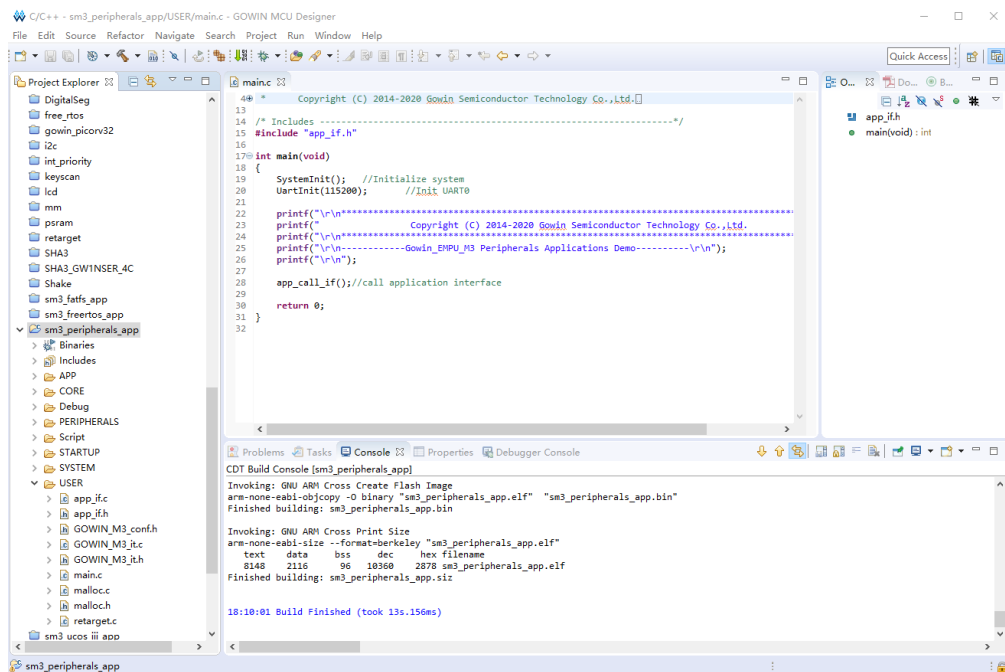 C/C++ - sm3_peripherals_app/USER/main.c - GOWIN MCU Designer
File Edit Source Refactor Navigate Search Project Run Window Help
Quick Access
Project Explorer
DigitalSeg
free_rtos
gowin_picorv32
i2c
int_priority
keyscan
lcd
mm
psram
retarget
SHA3
SHA3_GW1NSER_4C
Shake
sm3_fatfs_app
sm3_freertos_app
sm3_peripherals_app
Binaries
Includes
APP
CORE
Debug
PERIPHERALS
Script
STARTUP
SYSTEM
USER
app_if.c
app_if.h
GOWIN_M3_conf.h
GOWIN_M3_it.c
GOWIN_M3_it.h
main.c
malloc.c
malloc.h
retarget.c
sm3_ucos_iii_app
main.c
4 * Copyright (C) 2014-2020 Gowin Semiconductor Technology Co.,Ltd.
13
14 /* Includes ------------------------------------------------------------------*/
15 #include "app_if.h"
16
17 int main(void)
18 {
19 SystemInit(); //Initialize system
20 UartInit(115200); //Init UART0
21
22 printf("\r\n*************************************************************************************
23 printf(" Copyright (C) 2014-2020 Gowin Semiconductor Technology Co.,Ltd.
24 printf("\r\n*************************************************************************************
25 printf("\r\n------------Gowin_EMPU_M3 Peripherals Applications Demo----------\r\n");
26 printf("\r\n");
27
28 app_call_if();//call application interface
29
30 return 0;
31 }
32
O... Do... B...
app_if.h
main(void) : int
Problems Tasks Console Properties Debugger Console
CDT Build Console [sm3_peripherals_app]
Invoking: GNU ARM Cross Create Flash Image
arm-none-eabi-objcopy -O binary "sm3_peripherals_app.elf" "sm3_peripherals_app.bin"
Finished building: sm3_peripherals_app.bin
Invoking: GNU ARM Cross Print Size
arm-none-eabi-size --format=berkeley "sm3_peripherals_app.elf"
text data bss dec hex filename
8148 2116 96 10360 2878 sm3_peripherals_app.elf
Finished building: sm3_peripherals_app.siz
18:10:01 Build Finished (took 13s.156ms)
sm3_peripherals_app